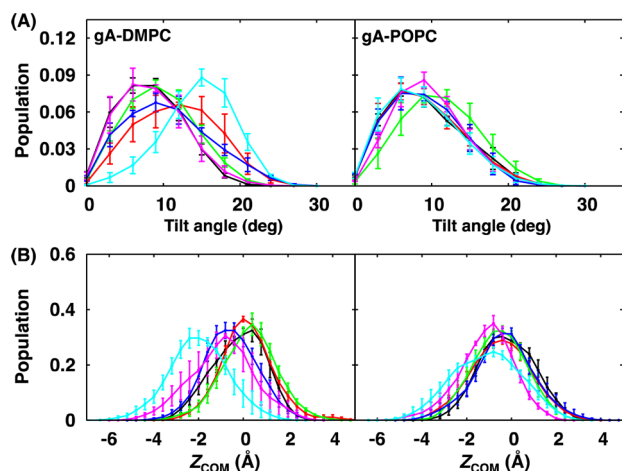 (A)
gA-DMPC
gA-POPC
Population
0.12
0.09
0.06
0.03
0
0 10 20 30
0 10 20 30
Tilt angle (deg)
Tilt angle (deg)
(B)
Population
0.6
0.4
0.2
0
-6 -4 -2 0 2 4
-6 -4 -2 0 2 4
ZCOM (Å)
ZCOM (Å)